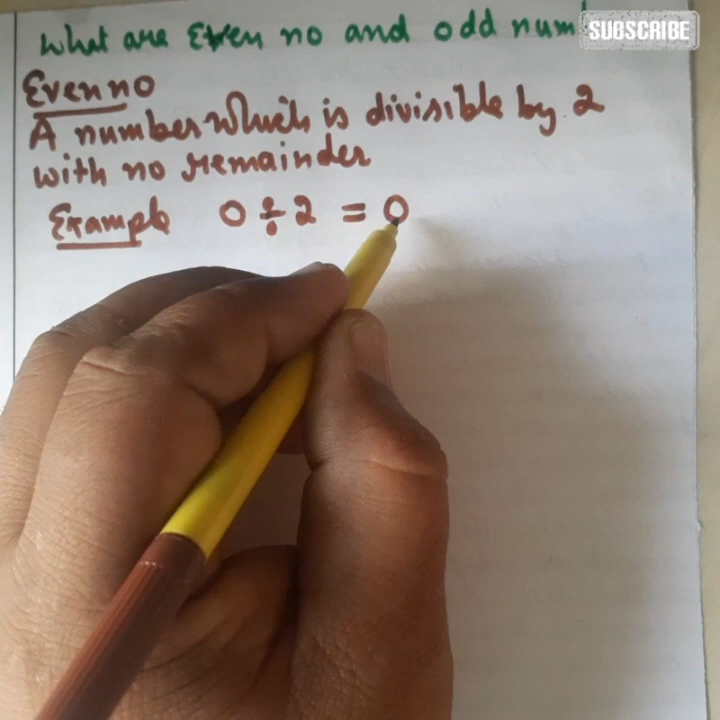 What are Even no and odd num
SUBSCRIBE
Even no
A number which is divisible by 2
with no remainder
Example 0 ÷ 2 = 0